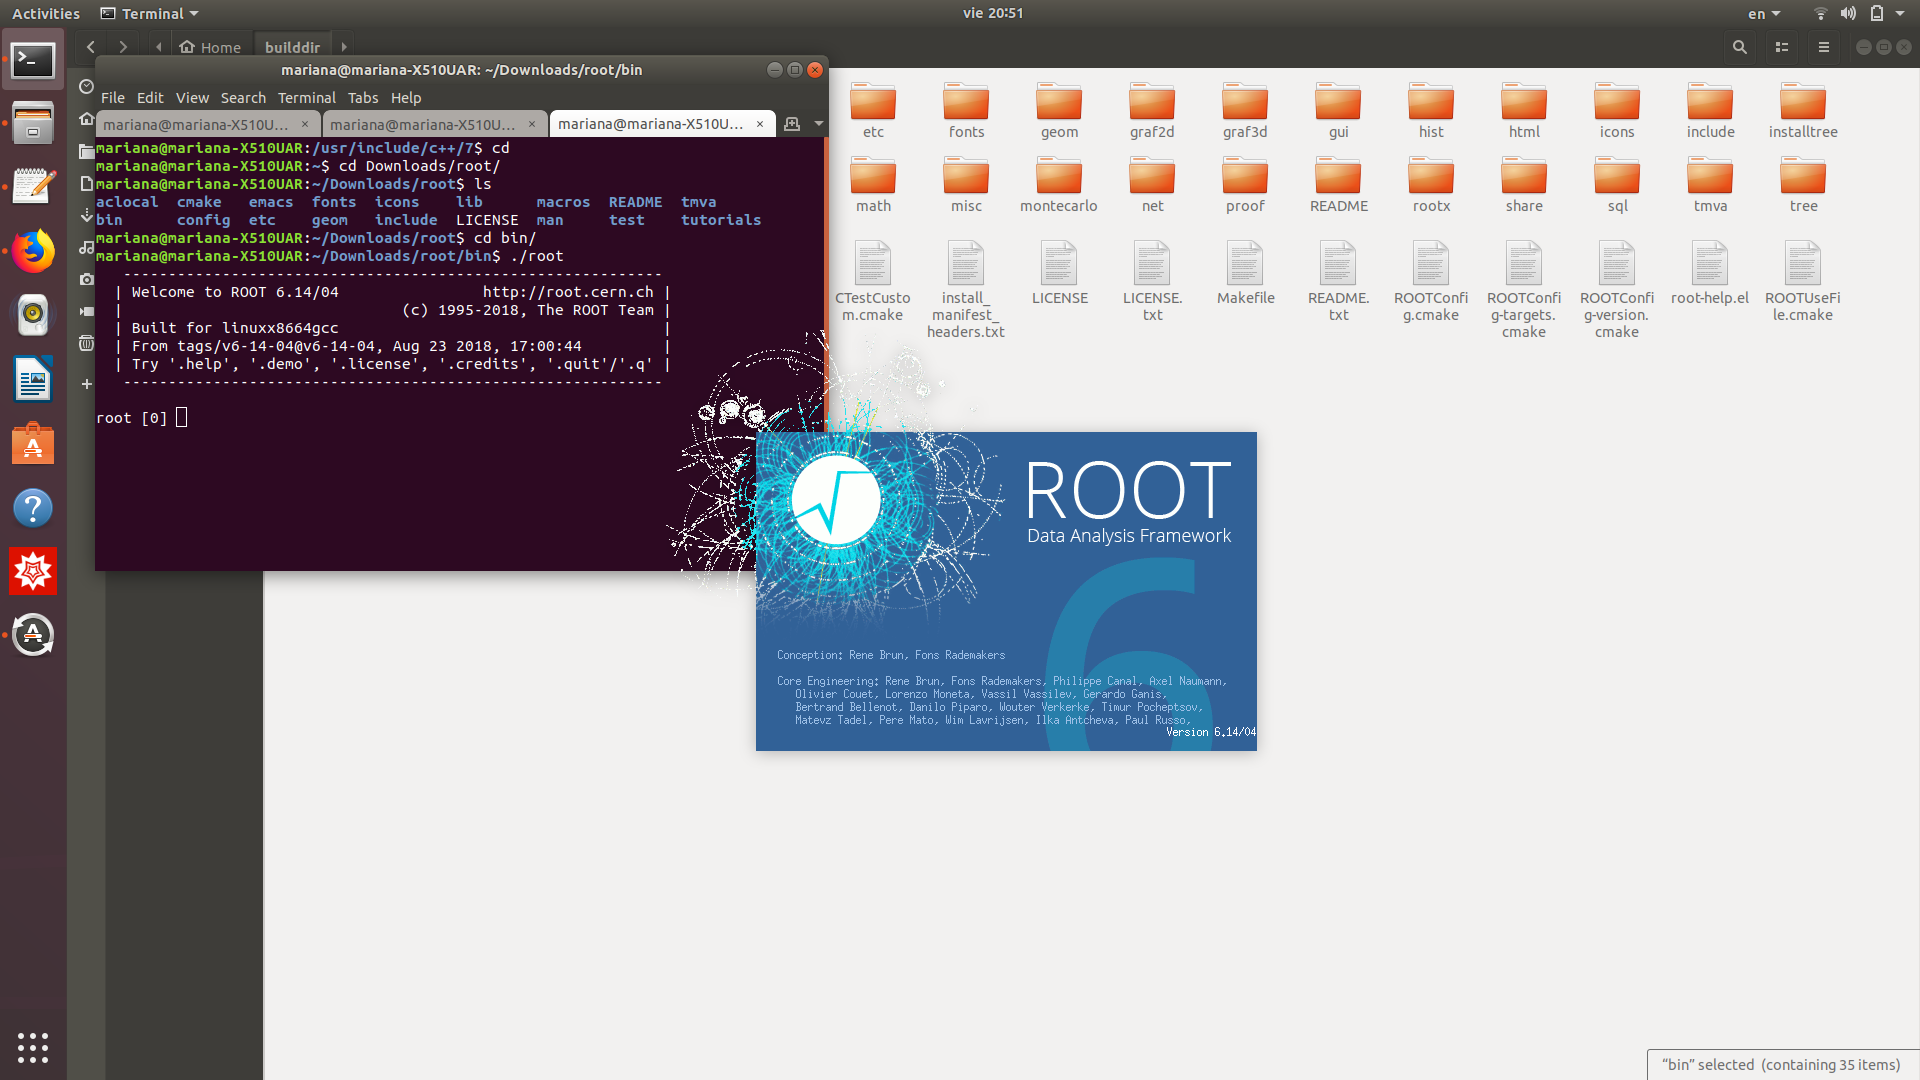 Activities
Terminal
vie 20:51
en
Home
builddir
mariana@mariana-X510UAR: ~/Downloads/root/bin
File Edit View Search Terminal Tabs Help
mariana@mariana-X510U...
mariana@mariana-X510U...
mariana@mariana-X510U...
mariana@mariana-X510UAR:/usr/include/c++/7$ cd
mariana@mariana-X510UAR:~$ cd Downloads/root/
mariana@mariana-X510UAR:~/Downloads/root$ ls
aclocal cmake emacs fonts icons lib macros README tmva
bin config etc geom include LICENSE man test tutorials
mariana@mariana-X510UAR:~/Downloads/root$ cd bin/
mariana@mariana-X510UAR:~/Downloads/root/bin$ ./root
------------------------------------------------------------
| Welcome to ROOT 6.14/04 http://root.cern.ch |
| (c) 1995-2018, The ROOT Team |
| Built for linuxx8664gcc |
| From tags/v6-14-04@v6-14-04, Aug 23 2018, 17:00:44 |
| Try '.help', '.demo', '.license', '.credits', '.quit'/'.q' |
------------------------------------------------------------
root [0]
etc fonts geom graf2d graf3d gui hist html icons include installtree
math misc montecarlo net proof README rootx share sql tmva tree
CTestCusto
m.cmake
install_
manifest_
headers.txt
LICENSE
LICENSE.
txt
Makefile
README.
txt
ROOTConfi
g.cmake
ROOTConfi
g-targets.
cmake
ROOTConfi
g-version.
cmake
root-help.el
ROOTUseFi
le.cmake
ROOT
Data Analysis Framework
6
Conception: Rene Brun, Fons Rademakers
Core Engineering: Rene Brun, Fons Rademakers, Philippe Canal, Axel Naumann,
Olivier Couet, Lorenzo Moneta, Vassil Vassilev, Gerardo Ganis,
Bertrand Bellenot, Danilo Piparo, Wouter Verkerke, Timur Pocheptsov,
Matevz Tadel, Pere Mato, Wim Lavrijsen, Ilka Antcheva, Paul Russo,
Version 6.14/04
“bin” selected (containing 35 items)